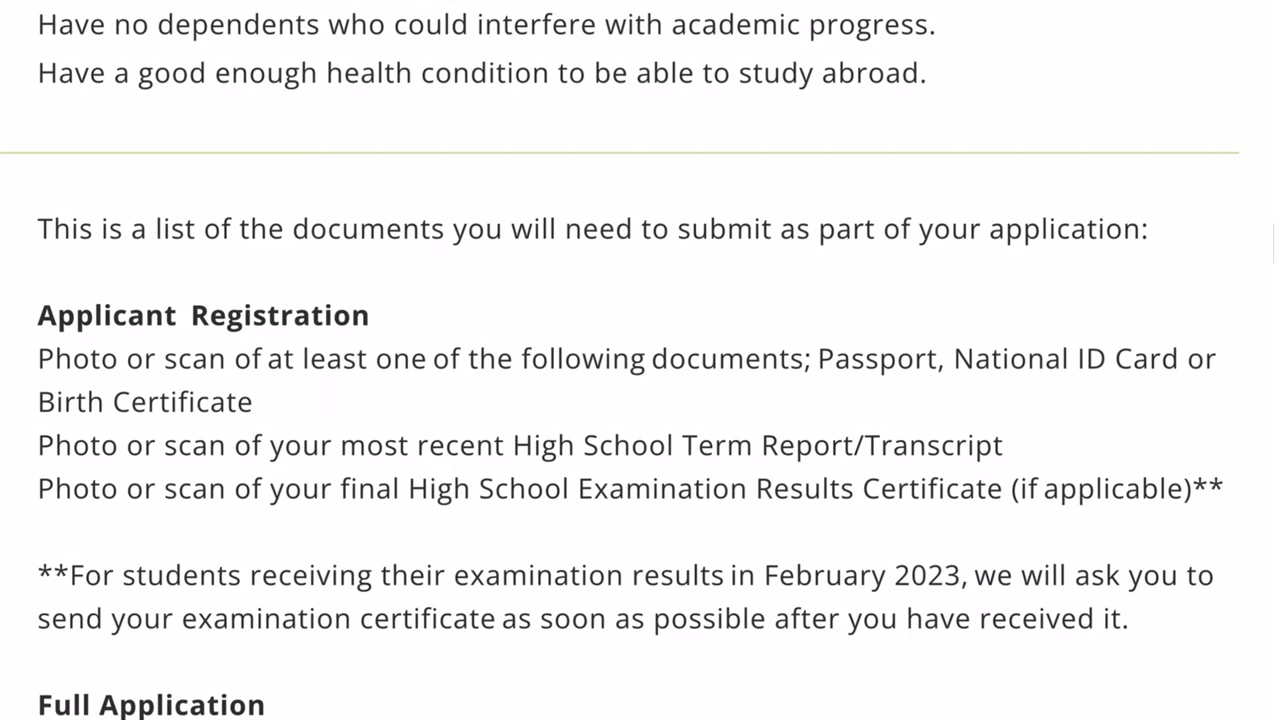 Have no dependents who could interfere with academic progress.
Have a good enough health condition to be able to study abroad.
This is a list of the documents you will need to submit as part of your application:
Applicant Registration
Photo or scan of at least one of the following documents; Passport, National ID Card or
Birth Certificate
Photo or scan of your most recent High School Term Report/Transcript
Photo or scan of your final High School Examination Results Certificate (if applicable)**
**For students receiving their examination results in February 2023, we will ask you to
send your examination certificate as soon as possible after you have received it.
Full Application